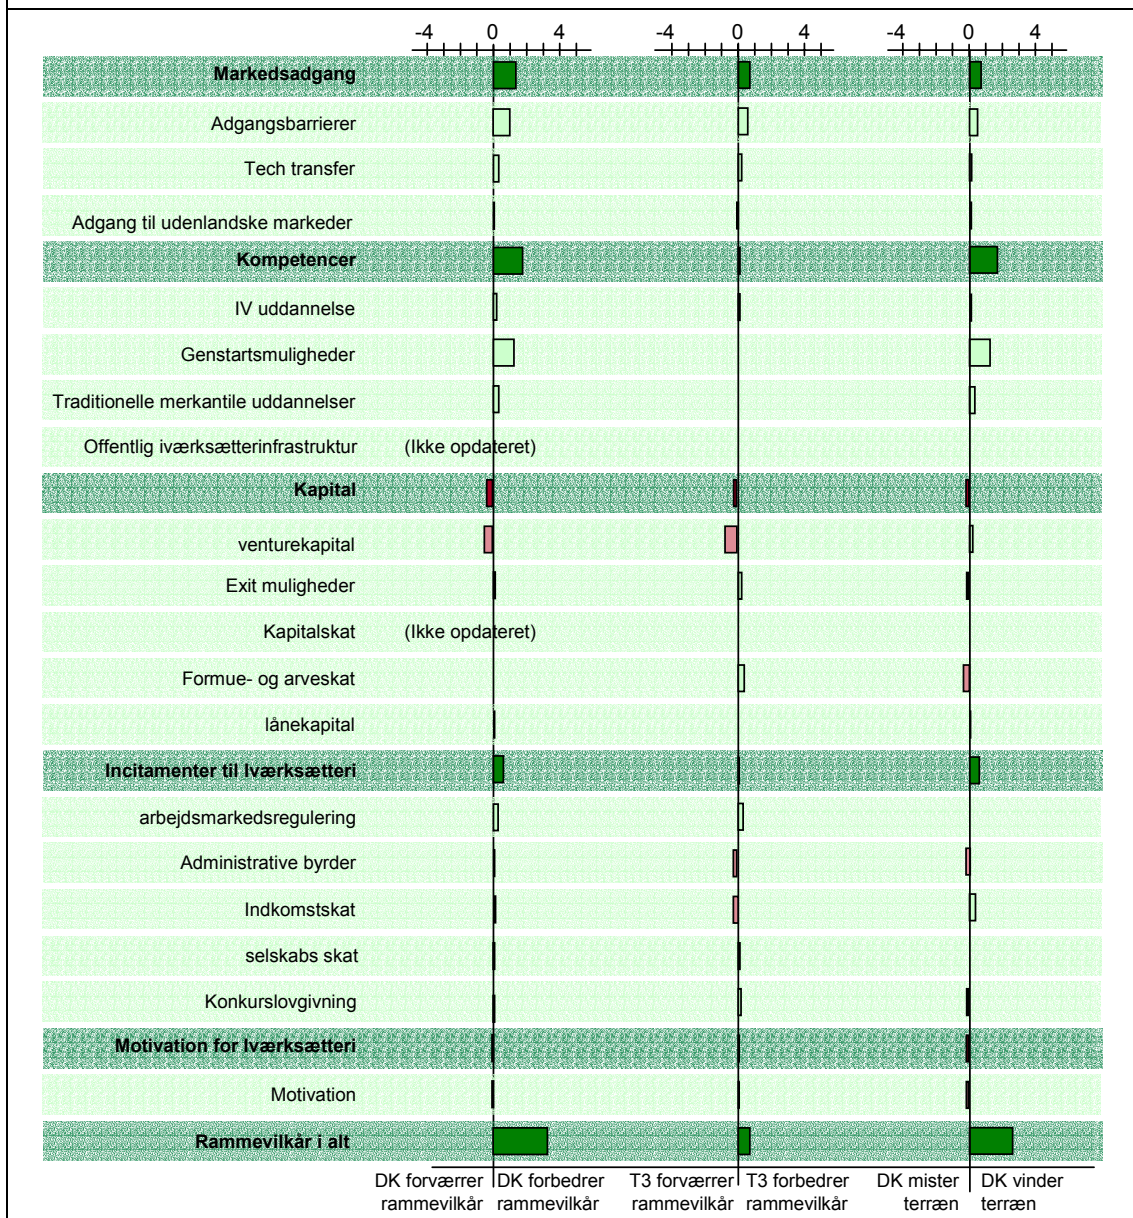 -4 0 4 -4 0 4 -4 0 4
Markedsadgang
Adgangsbarrierer
Tech transfer
Adgang til udenlandske markeder
Kompetencer
IV uddannelse
Genstartsmuligheder
Traditionelle merkantile uddannelser
Offentlig iværksætterinfrastruktur (Ikke opdateret)
Kapital
venturekapital
Exit muligheder
Kapitalskat (Ikke opdateret)
Formue- og arveskat
lånekapital
Incitamenter til Iværksætteri
arbejdsmarkedsregulering
Administrative byrder
Indkomstskat
selskabs skat
Konkurslovgivning
Motivation for Iværksætteri
Motivation
Rammevilkår i alt
DK forværrer DK forbedrer T3 forværrer T3 forbedrer DK mister DK vinder
rammevilkår rammevilkår rammevilkår rammevilkår terræn terræn